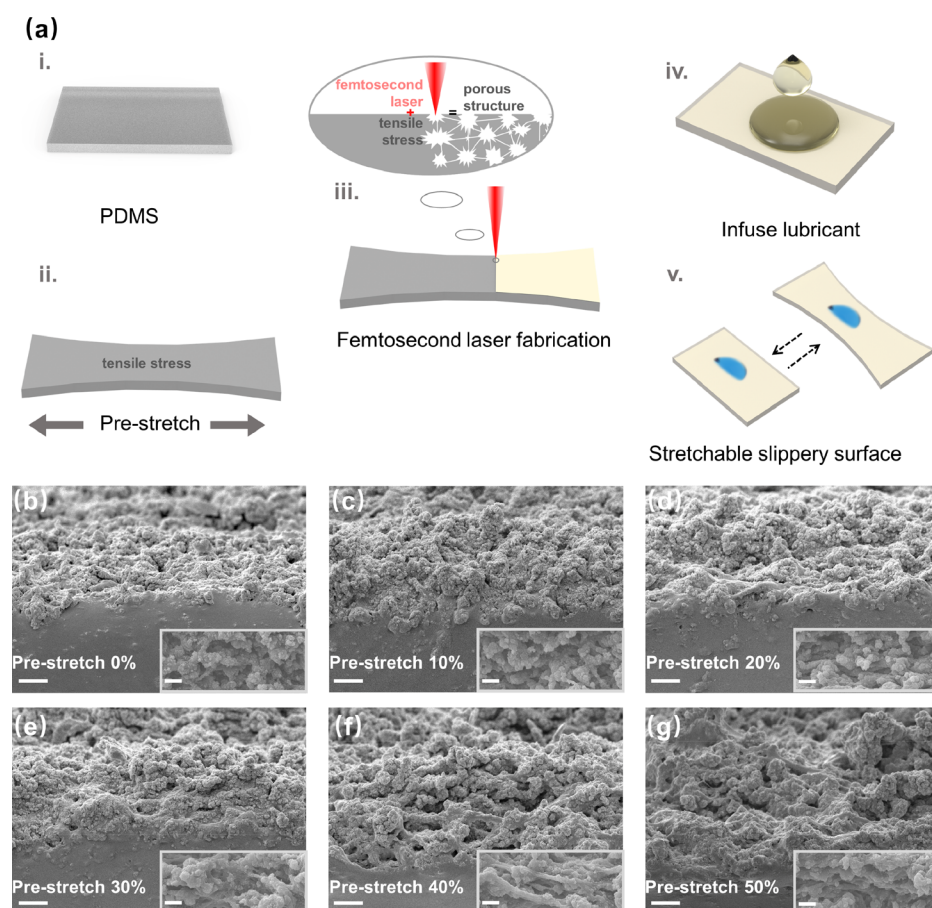 (a)
i.
PDMS
ii.
tensile stress
Pre-stretch
femtosecond
laser
+
tensile
stress
=
porous
structure
iii.
Femtosecond laser fabrication
iv.
Infuse lubricant
v.
Stretchable slippery surface
(b)
Pre-stretch 0%
(c)
Pre-stretch 10%
(d)
Pre-stretch 20%
(e)
Pre-stretch 30%
(f)
Pre-stretch 40%
(g)
Pre-stretch 50%